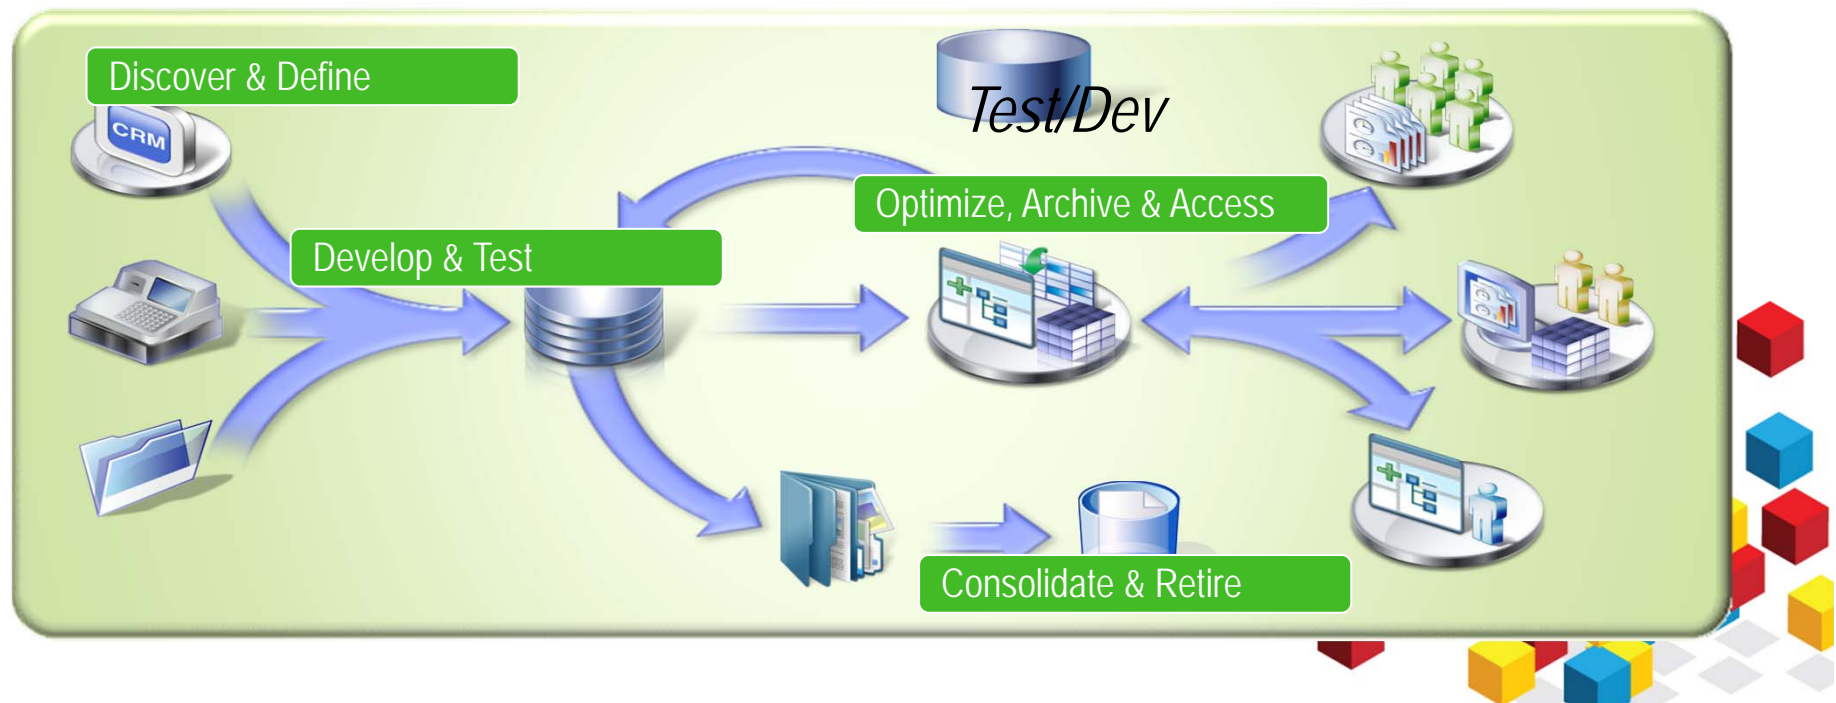 Discover & Define
CRM
Test/Dev
Optimize, Archive & Access
Develop & Test
Consolidate & Retire